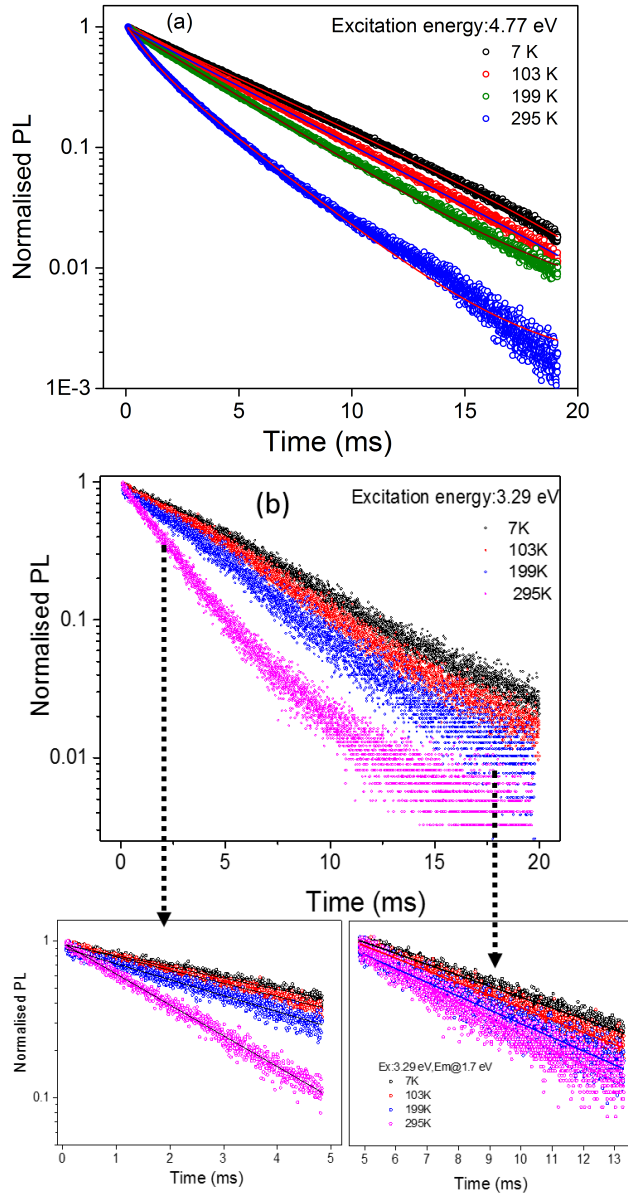 (a)
Excitation energy:4.77 eV
7 K
103 K
199 K
295 K
1
0.1
0.01
1E-3
Normalised PL
0
5
10
15
20
Time (ms)
(b)
Excitation energy:3.29 eV
7K
103K
199K
295K
1
0.1
0.01
Normalised PL
0
5
10
15
20
Time (ms)
1
0.1
Normalised PL
0
1
2
3
4
5
Time (ms)
Ex:3.29 eV,Em@1.7 eV
7K
103K
199K
295K
5
6
7
8
9
10
11
12
13
Time (ms)